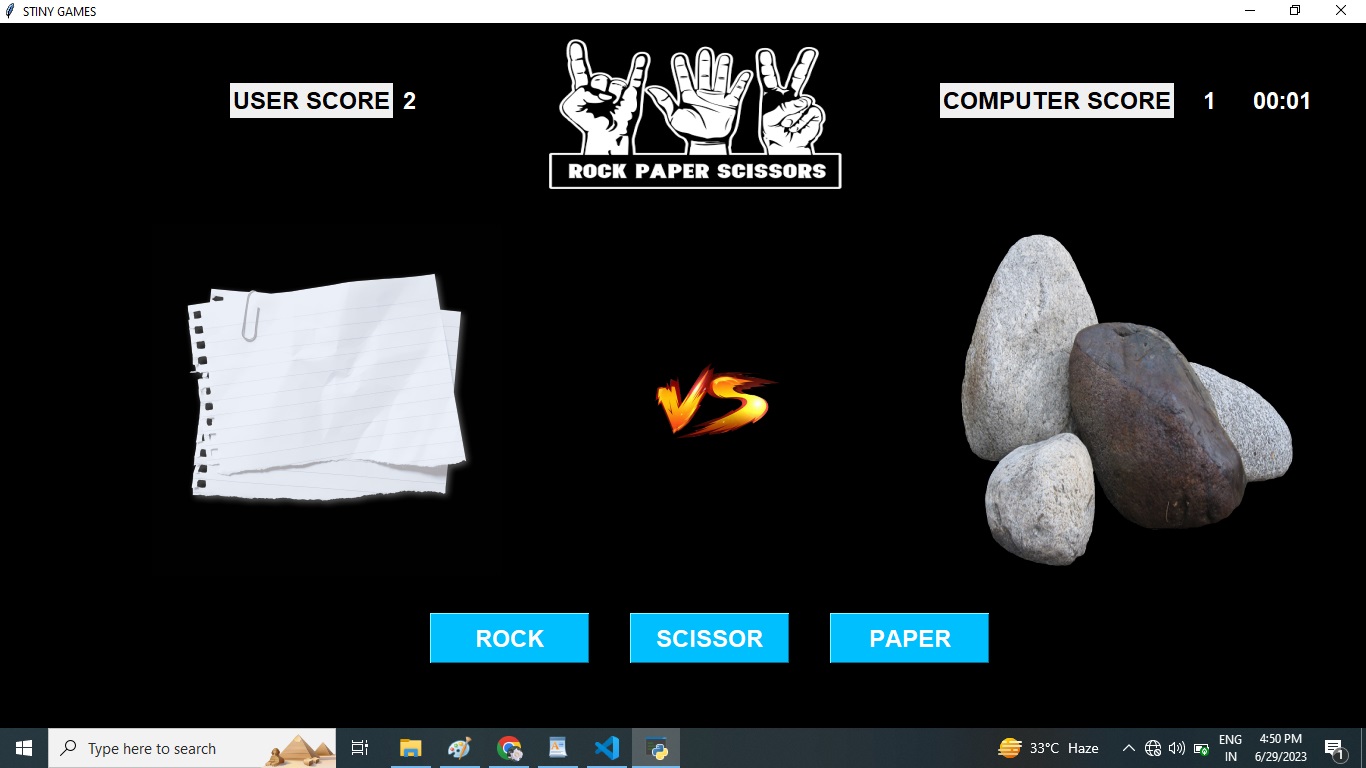 STINY GAMES
USER SCORE 2
COMPUTER SCORE 1 00:01
ROCK PAPER SCISSORS
VS
ROCK SCISSOR PAPER
Type here to search
33°C Haze
ENG
IN
4:50 PM
6/29/2023
1